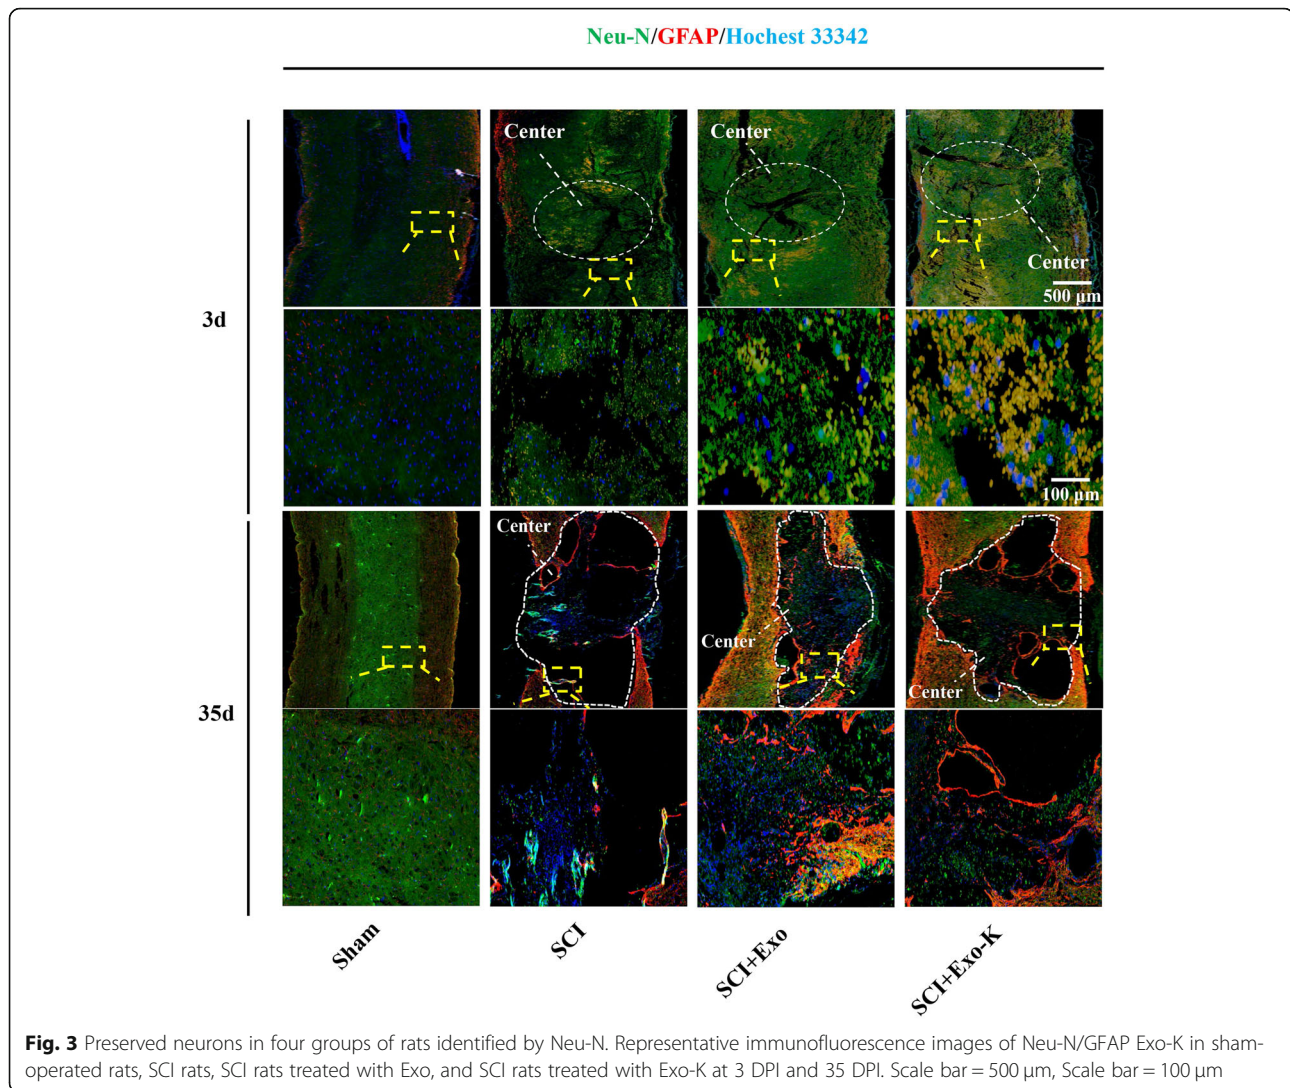 Neu-N/GFAP/Hochest 33342
Center
Center
Center
500 µm
3d
100 µm
Center
Center
Center
35d
Sham
SCI
SCI+Exo
SCI+Exo-K
Fig. 3 Preserved neurons in four groups of rats identified by Neu-N. Representative immunofluorescence images of Neu-N/GFAP Exo-K in sham-
operated rats, SCI rats, SCI rats treated with Exo, and SCI rats treated with Exo-K at 3 DPI and 35 DPI. Scale bar = 500 µm, Scale bar = 100 µm